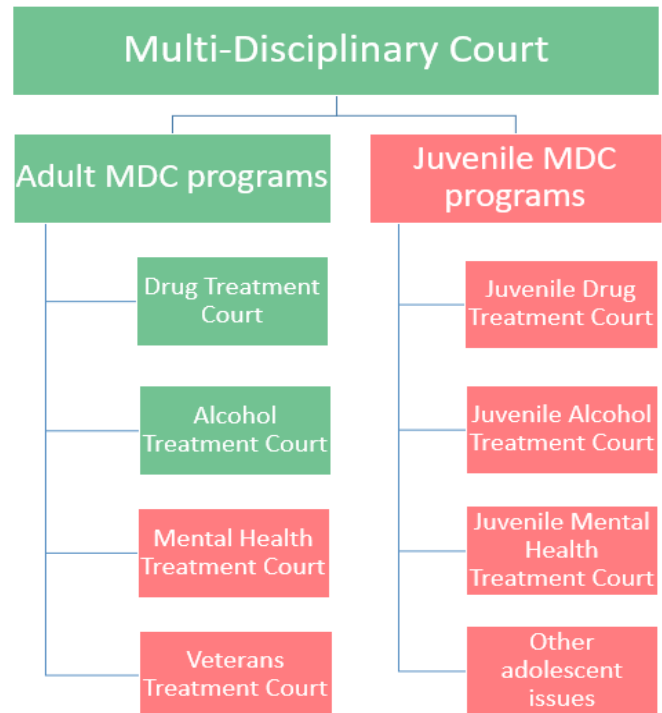 Multi-Disciplinary Court
Adult MDC programs
Juvenile MDC
programs
Drug Treatment
Court
Alcohol
Treatment Court
Mental Health
Treatment Court
Veterans
Treatment Court
Juvenile Drug
Treatment Court
Juvenile Alcohol
Treatment Court
Juvenile Mental
Health
Treatment Court
Other
adolescent
issues